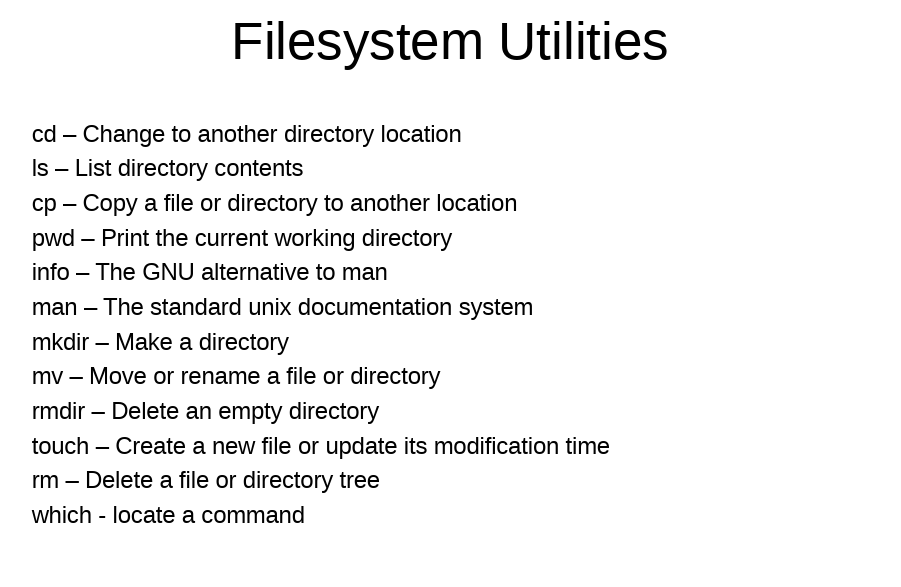 Filesystem Utilities
cd – Change to another directory location
ls – List directory contents
cp – Copy a file or directory to another location
pwd – Print the current working directory
info – The GNU alternative to man
man – The standard unix documentation system
mkdir – Make a directory
mv – Move or rename a file or directory
rmdir – Delete an empty directory
touch – Create a new file or update its modification time
rm – Delete a file or directory tree
which - locate a command